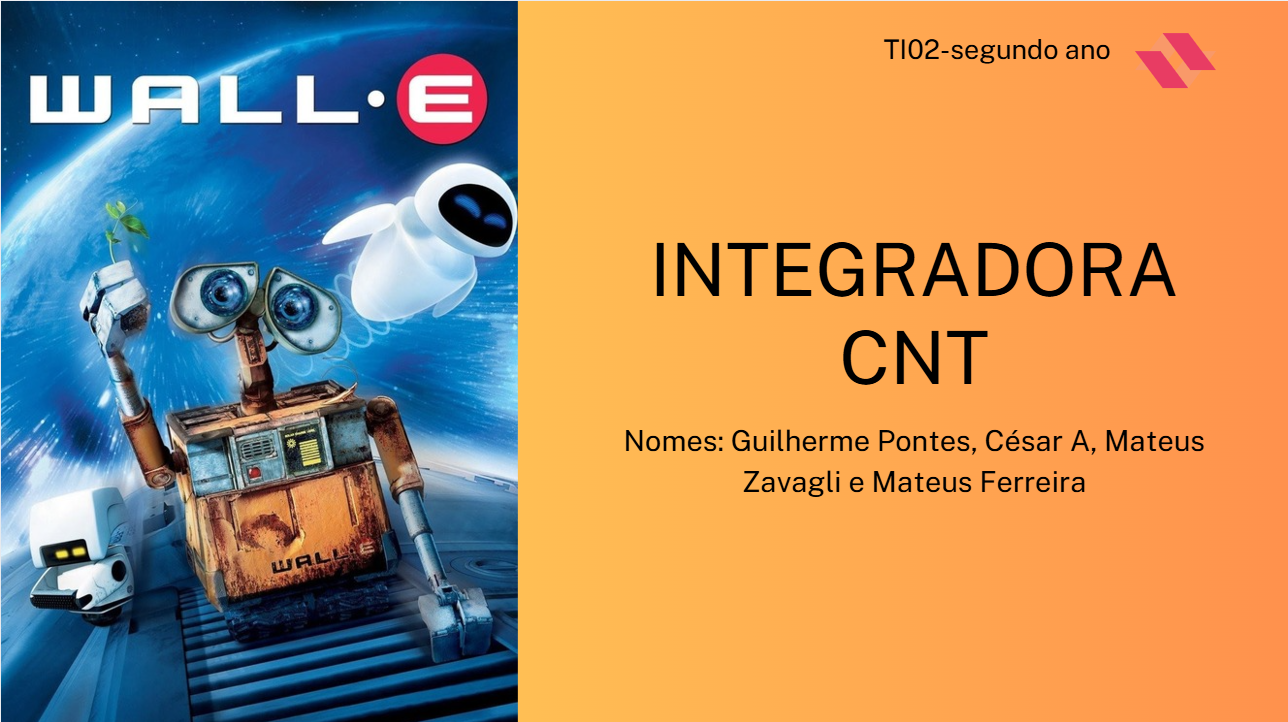 WALL·E
WALL·E
TI02-segundo ano
INTEGRADORA
CNT
Nomes: Guilherme Pontes, César A, Mateus
Zavagli e Mateus Ferreira